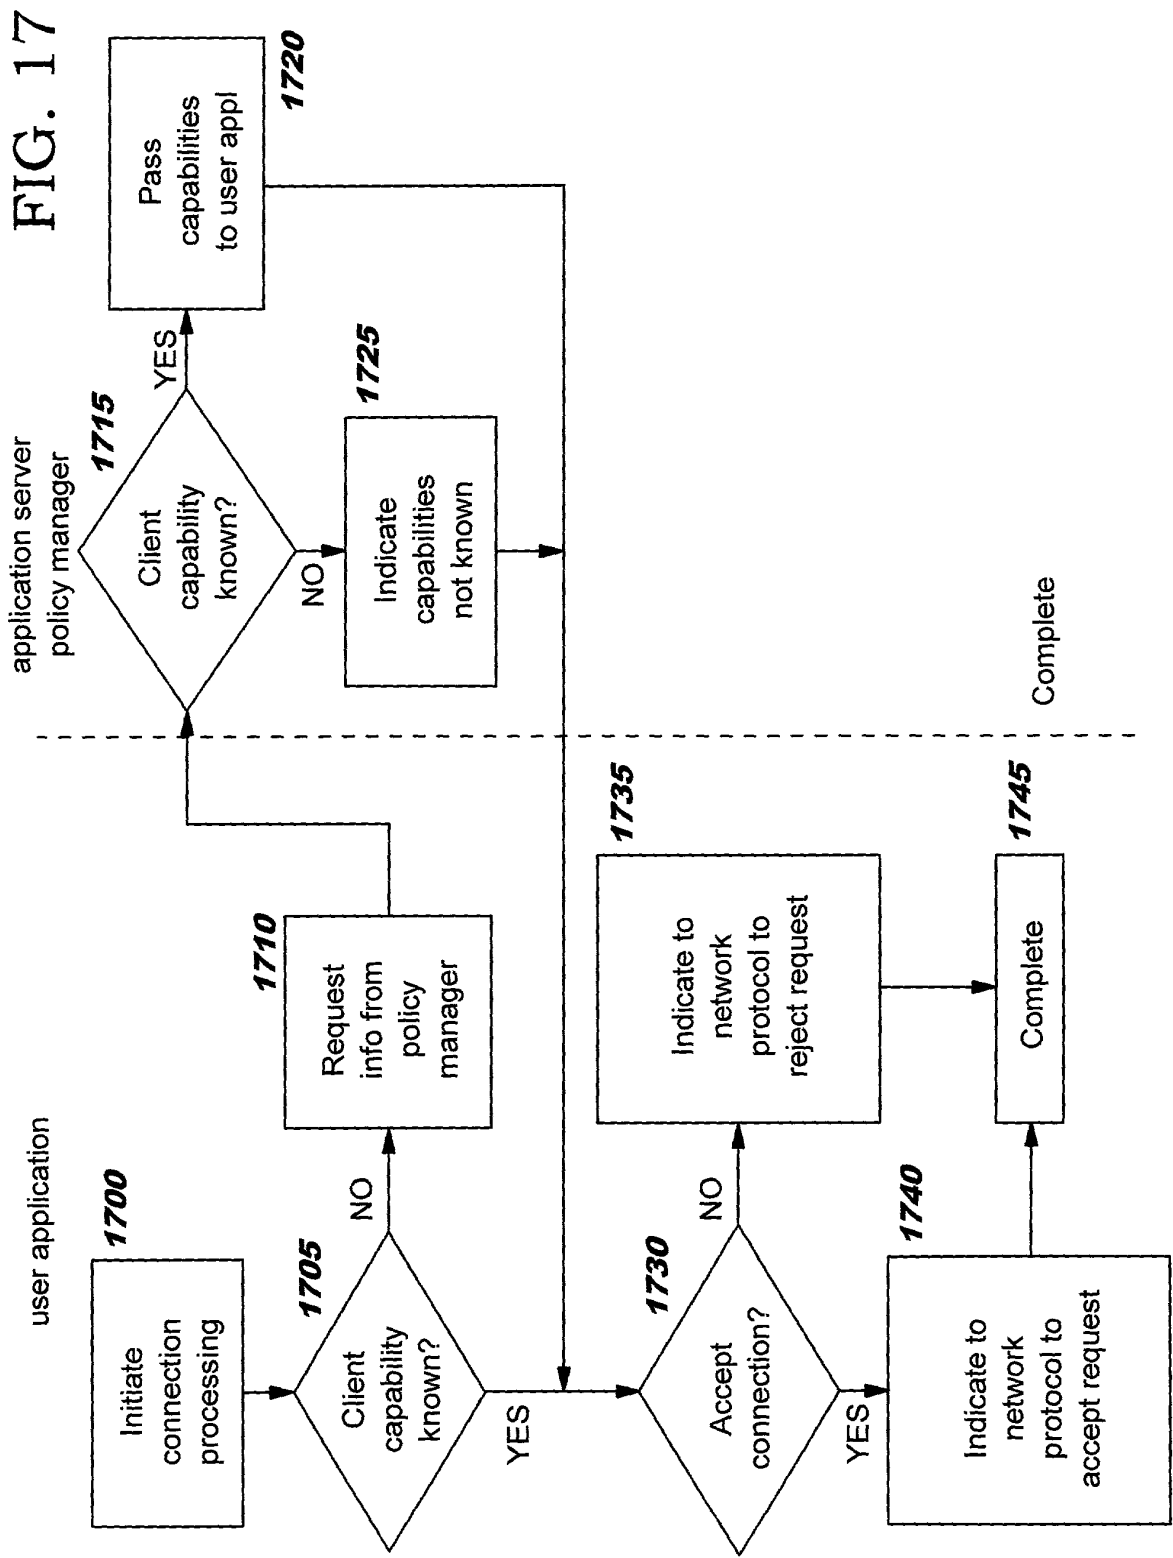 FIG. 17
user application
application server
policy manager
1700
Initiate
connection
processing
1705
Client
capability
known?
NO
YES
1710
Request
info from
policy
manager
1715
Client
capability
known?
YES
NO
1720
Pass
capabilities
to user appl
1725
Indicate
capabilities
not known
1730
Accept
connection?
NO
YES
1735
Indicate to
network
protocol to
reject request
1740
Indicate to
network
protocol to
accept request
1745
Complete
Complete